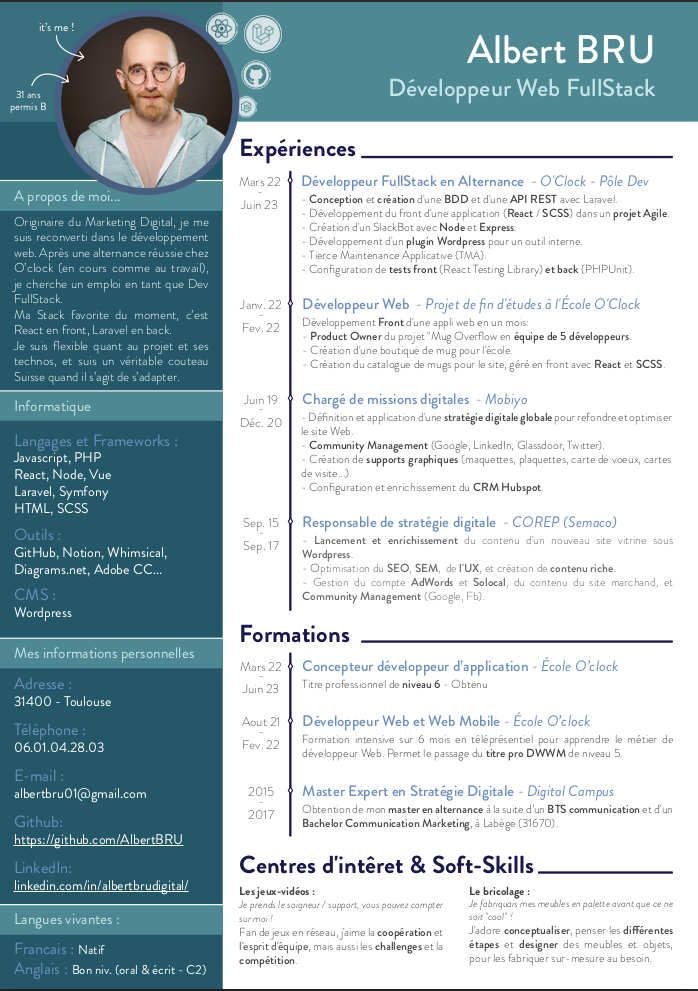 it's me !
31 ans
permis B
Albert BRU
Développeur Web FullStack
A propos de moi...
Originaire du Marketing Digital, je me
suis reconverti dans le développement
web. Après une alternance réussie chez
O'clock (en cours comme au travail),
je cherche un emploi en tant que Dev
FullStack.
Ma Stack favorite du moment, c'est
React en front, Laravel en back.
Je suis flexible quant au projet et ses
technos, et suis un véritable couteau
Suisse quand il s'agit de s'adapter.
Informatique
Langages et Frameworks :
Javascript, PHP
React, Node, Vue
Laravel, Symfony
HTML, SCSS
Outils :
GitHub, Notion, Whimsical,
Diagrams.net, Adobe CC...
CMS :
Wordpress
Mes informations personnelles
Adresse :
31400 - Toulouse
Téléphone :
06.01.04.28.03
E-mail :
albertbru01@gmail.com
Github:
https://github.com/AlbertBRU
LinkedIn:
linkedin.com/in/albertbrudigital/
Langues vivantes :
Francais : Natif
Anglais : Bon niv. (oral & écrit - C2)
Expériences
Mars 22
-
Juin 23
Développeur FullStack en Alternance - O'Clock - Pôle Dev
- Conception et création d'une BDD et d'une API REST avec Laravel.
- Développement du front d'une application (React / SCSS) dans un projet Agile.
- Création d'un SlackBot avec Node et Express.
- Développement d'un plugin Wordpress pour un outil interne.
- Tierce Maintenance Applicative (TMA).
- Configuration de tests front (React Testing Library) et back (PHPUnit).
Janv. 22
-
Fev. 22
Développeur Web - Projet de fin d'études à l'École O'Clock
Développement Front d'une appli web en un mois:
- Product Owner du projet "Mug Overflow en équipe de 5 développeurs.
- Création d'une boutique de mug pour l'école.
- Création du catalogue de mugs pour le site, géré en front avec React et SCSS.
Juin 19
-
Déc. 20
Chargé de missions digitales - Mobiyo
- Définition et application d'une stratégie digitale globale pour refondre et optimiser
le site Web.
- Community Management (Google, LinkedIn, Glassdoor, Twitter).
- Création de supports graphiques (maquettes, plaquettes, carte de voeux, cartes
de visite...).
- Configuration et enrichissement du CRM Hubspot.
Sep. 15
-
Sep. 17
Responsable de stratégie digitale - COREP (Semaco)
- Lancement et enrichissement du contenu d'un nouveau site vitrine sous
Wordpress.
- Optimisation du SEO, SEM, de l'UX, et création de contenu riche.
- Gestion du compte AdWords et Solocal, du contenu du site marchand, et
Community Management (Google, Fb).
Formations
Mars 22
-
Juin 23
Concepteur développeur d'application - École O'clock
Titre professionnel de niveau 6 - Obtenu
Aout 21
-
Fev. 22
Développeur Web et Web Mobile - École O'clock
Formation intensive sur 6 mois en téléprésentiel pour apprendre le métier de
développeur Web. Permet le passage du titre pro DWWM de niveau 5.
2015
-
2017
Master Expert en Stratégie Digitale - Digital Campus
Obtention de mon master en alternance à la suite d'un BTS communication et d'un
Bachelor Communication Marketing, à Labège (31670).
Centres d'intêret & Soft-Skills
Les jeux-vidéos :
Je prends le soigneur / support, vous pouvez compter
sur moi !
Fan de jeux en réseau, j'aime la coopération et
l'esprit d'équipe, mais aussi les challenges et la
compétition.
Le bricolage :
Je fabriquais mes meubles en palette avant que ce ne
soit "cool" !
J'adore conceptualiser, penser les différentes
étapes et designer des meubles et objets,
pour les fabriquer sur-mesure au besoin.